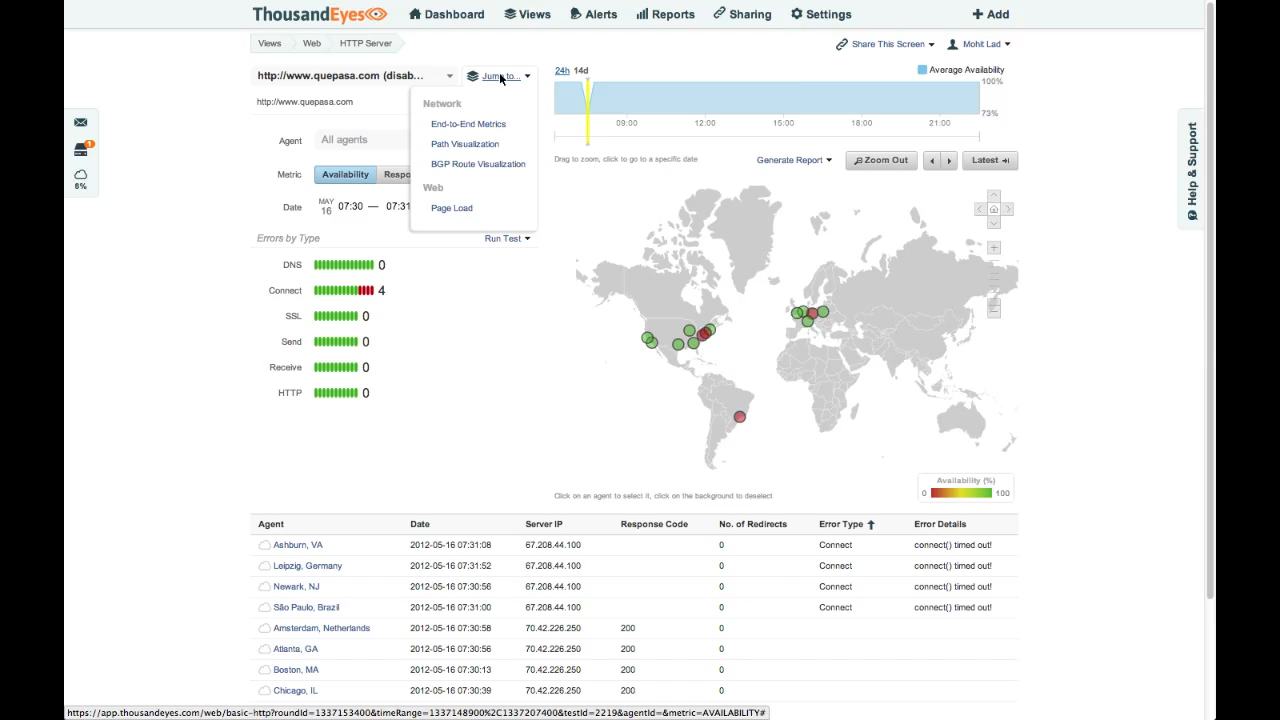 ThousandEyes Dashboard Views Alerts Reports Sharing Settings + Add
Views Web HTTP Server Share This Screen Mohit Lad
http://www.quepasa.com (disab... Jump to... 24h 14d Average Availability
100%
http://www.quepasa.com
Network
73%
End-to-End Metrics
09:00 12:00 15:00 18:00 21:00
Agent All agents
Path Visualization
Drag to zoom, click to go to a specific date Generate Report Zoom Out Latest
BGP Route Visualization
Metric Availability Respo
Web
Date MAY 16 07:30 — 07:31
Page Load
1
6%
Help & Support
Errors by Type Run Test
DNS 0
Connect 4
SSL 0
Send 0
Receive 0
HTTP 0
Availability (%)
0 100
Click on an agent to select it, click on the background to deselect
Agent Date Server IP Response Code No. of Redirects Error Type Error Details
Ashburn, VA 2012-05-16 07:31:08 67.208.44.100 0 Connect connect() timed out!
Leipzig, Germany 2012-05-16 07:31:52 67.208.44.100 0 Connect connect() timed out!
Newark, NJ 2012-05-16 07:30:56 67.208.44.100 0 Connect connect() timed out!
São Paulo, Brazil 2012-05-16 07:31:00 67.208.44.100 0 Connect connect() timed out!
Amsterdam, Netherlands 2012-05-16 07:30:58 70.42.226.250 200 0
Atlanta, GA 2012-05-16 07:30:56 70.42.226.250 200 0
Boston, MA 2012-05-16 07:30:13 70.42.226.250 200 0
Chicago, IL 2012-05-16 07:30:39 70.42.226.250 200 0
https://app.thousandeyes.com/web/basic-http?roundId=1337153400&timeRange=1337148900%2C1337207400&testId=2219&agentId=&metric=AVAILABILITY#